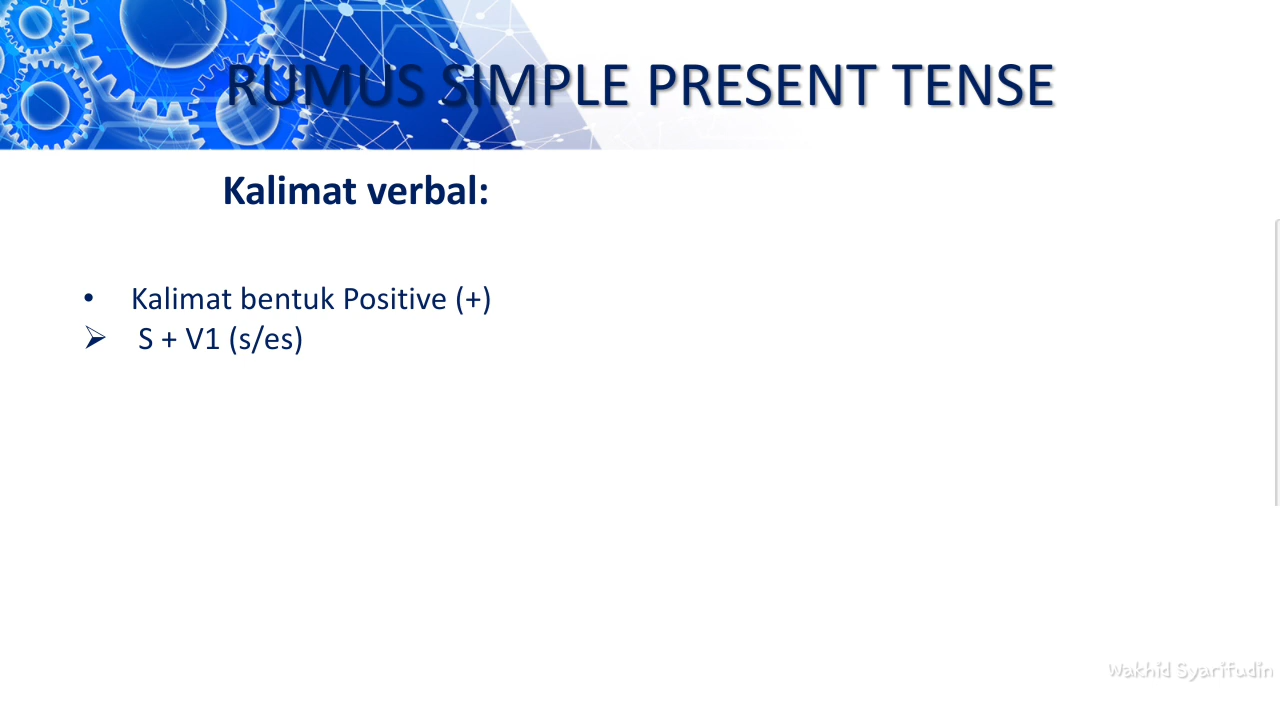 RUMUS SIMPLE PRESENT TENSE
Kalimat verbal:
• Kalimat bentuk Positive (+)
➢ S + V1 (s/es)
Wakhid Syarifudin